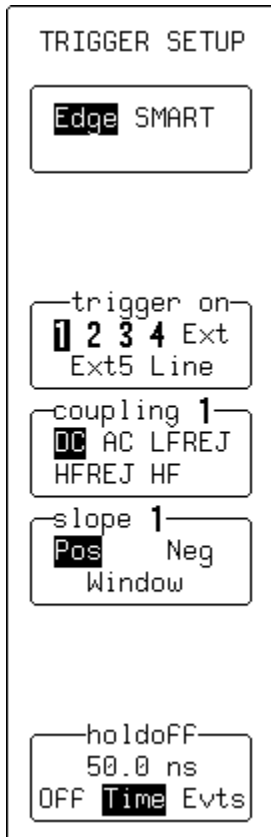 TRIGGER SETUP
Edge SMART
trigger on
1 2 3 4 Ext
Ext5 Line
coupling 1
DC AC LFREJ
HFREJ HF
slope 1
Pos Neg
Window
holdoff
50.0 ns
OFF Time Evts